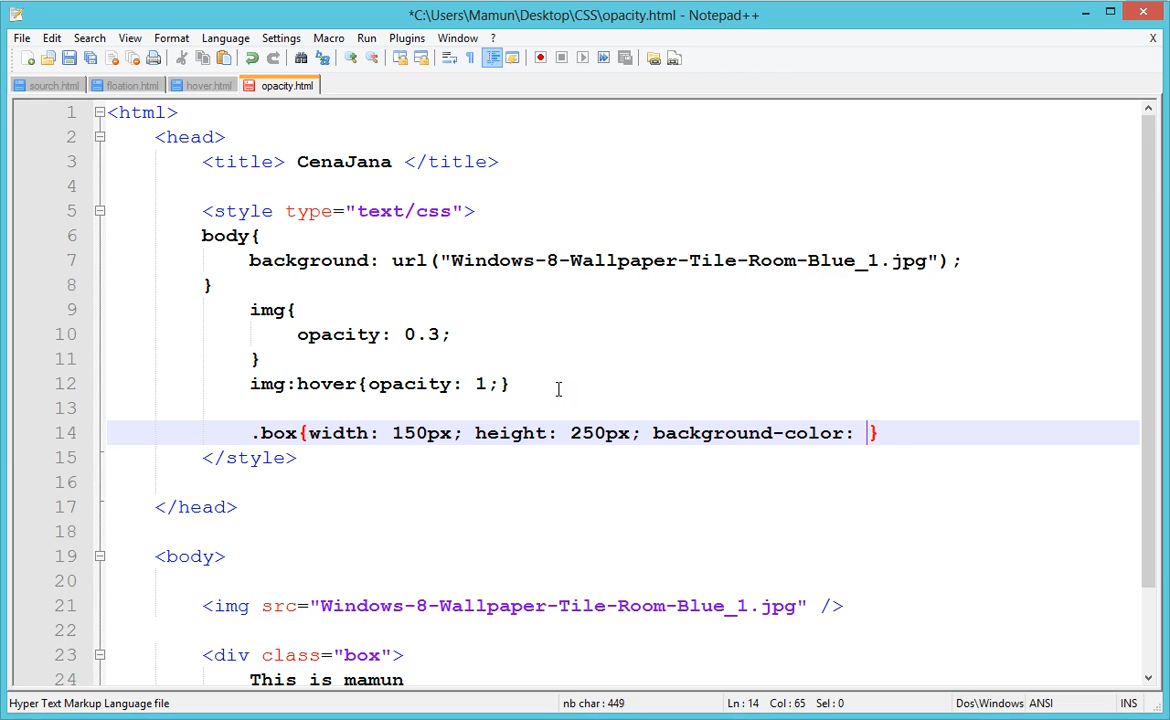 *C:\Users\Mamun\Desktop\CSS\opacity.html - Notepad++
File Edit Search View Format Language Settings Macro Run Plugins Window ? X
sourch.html floation.html hover.html opacity.html
1 <html>
2 <head>
3 <title> CenaJana </title>
4
5 <style type="text/css">
6 body{
7 background: url("Windows-8-Wallpaper-Tile-Room-Blue_1.jpg");
8 }
9 img{
10 opacity: 0.3;
11 }
12 img:hover{opacity: 1;}
13
14 .box{width: 150px; height: 250px; background-color: }
15 </style>
16
17 </head>
18
19 <body>
20
21 <img src="Windows-8-Wallpaper-Tile-Room-Blue_1.jpg" />
22
23 <div class="box">
24 This is mamun
Hyper Text Markup Language file nb char : 449 Ln : 14 Col : 65 Sel : 0 Dos\Windows ANSI INS